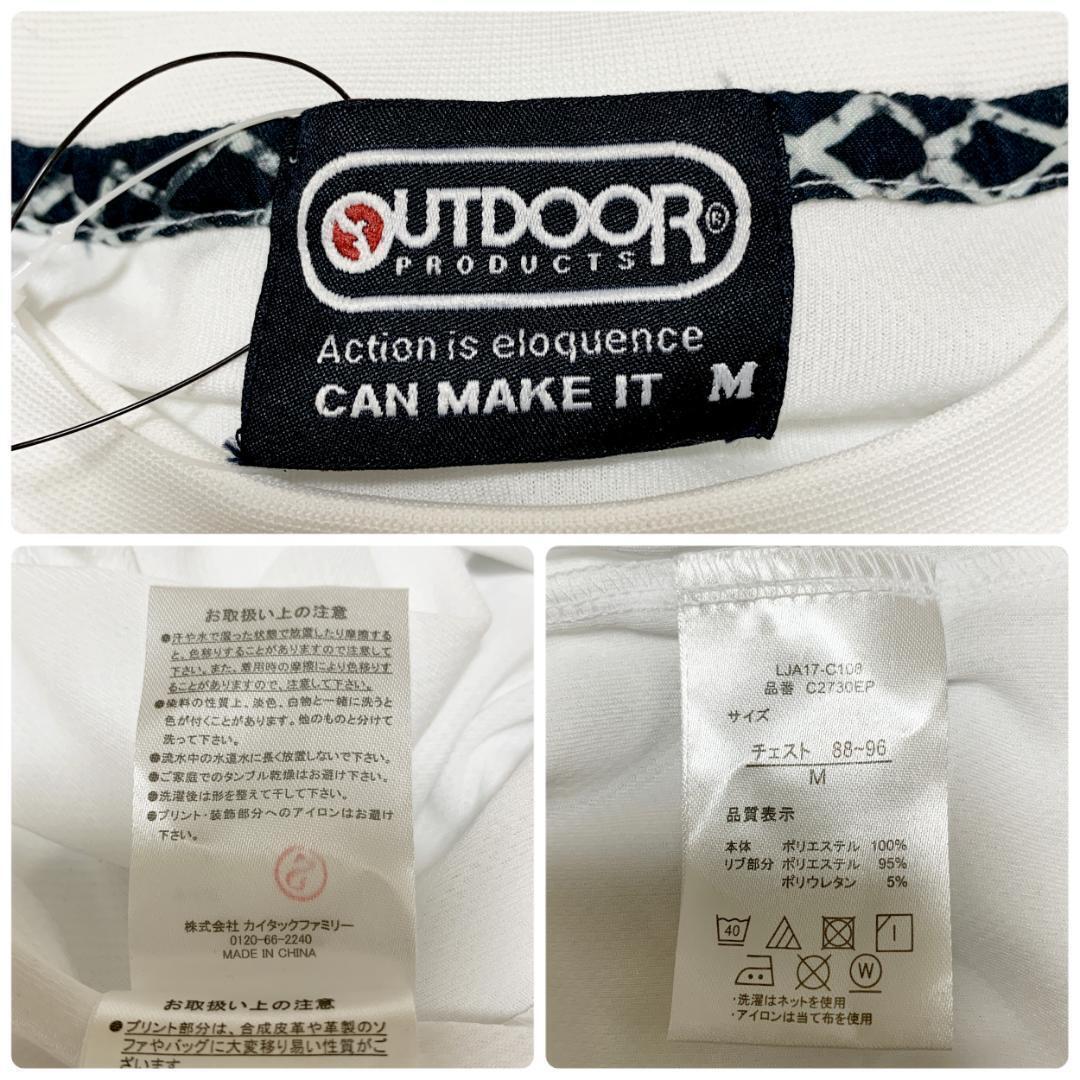 OUTDOOR®
PRODUCTS
Action is eloquence
CAN MAKE IT M
お取扱い上の注意
●汗や水で湿った状態で放置したり摩擦する
と、色移りすることがありますので注意して
下さい。また、着用時の摩擦により色移りす
ることがありますので、注意して下さい。
●染料の性質上、淡色、白物と一緒に洗うと
色が付くことがあります。他のものと分けて
洗って下さい。
●流水中の水道水に長く放置しないで下さい。
●ご家庭でのタンブル乾燥はお避け下さい。
●洗濯後は形を整えて干して下さい。
●プリント・装飾部分へのアイロンはお避け
下さい。
株式会社 カイタックファミリー
0120-66-2240
MADE IN CHINA
お取扱い上の注意
●プリント部分は、合成皮革や革製のソ
ファやバッグに大変移り易い性質がご
ざいます
LJA17-C100
品番 C2730EP
サイズ
チェスト 88~96
M
品質表示
本体 ポリエステル 100%
リブ部分 ポリエステル 95%
ポリウレタン 5%
40
W
・洗濯はネットを使用
・アイロンは当て布を使用